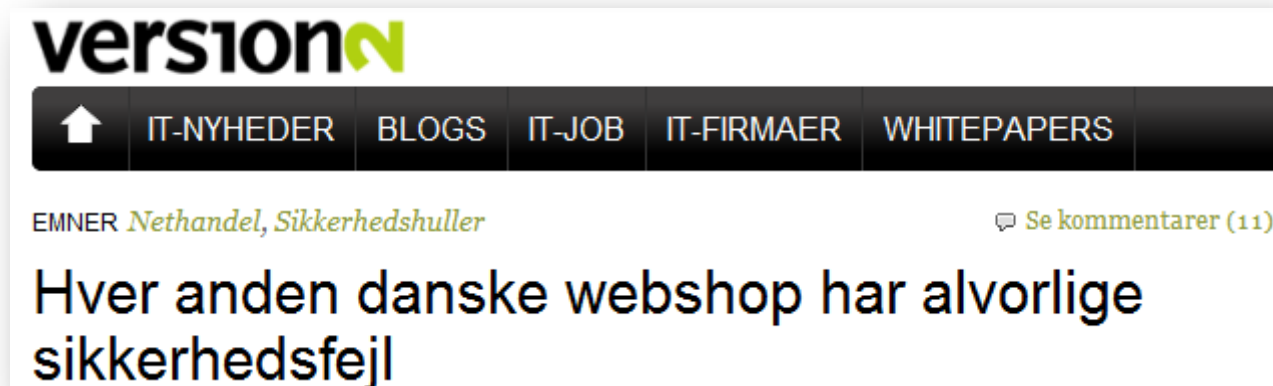 version2
IT-NYHEDER BLOGS IT-JOB IT-FIRMAER WHITEPAPERS
EMNER Nethandel, Sikkerhedshuller Se kommentarer (11)
Hver anden danske webshop har alvorlige
sikkerhedsfejl